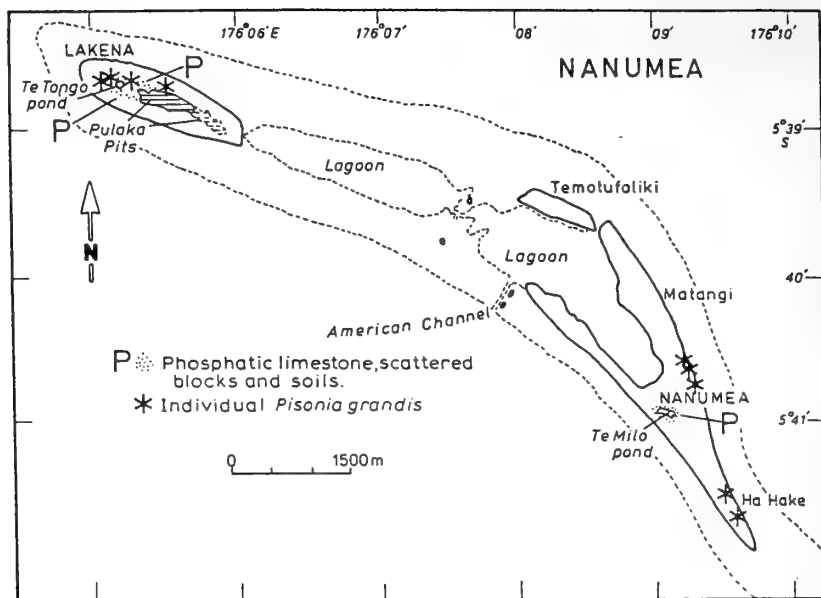 176°06'E
176°07'
08'
09'
176°10'
LAKENA
P
NANUMEA
Te Tango
pond
P
Pulaka
Pits
5°39'
S
Lagoon
Temotufoliki
N
Lagoon
40'
Matangi
American Channel
P Phosphatic limestone, scattered
blocks and soils.
Individual Pisonia grandis
NANUMEA
P
5°41'
Te Milo
pond
0 1500m
Ha Hake